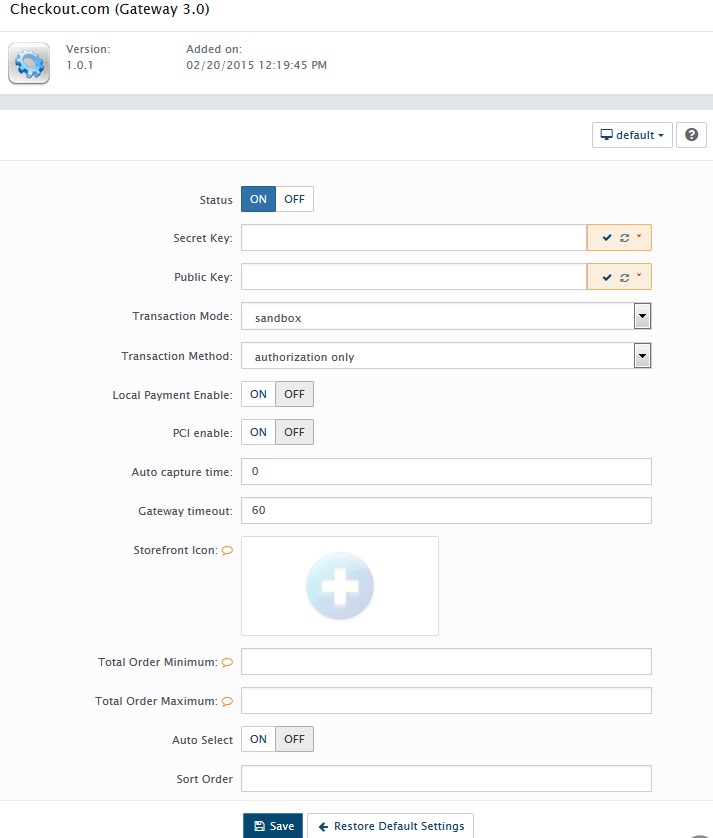 Checkout.com (Gateway 3.0)
Version: Added on:
1.0.1 02/20/2015 12:19:45 PM
default ?
Status ON OFF
Secret Key:
Public Key:
Transaction Mode: sandbox
Transaction Method: authorization only
Local Payment Enable: ON OFF
PCI enable: ON OFF
Auto capture time: 0
Gateway timeout: 60
Storefront Icon:
Total Order Minimum:
Total Order Maximum:
Auto Select ON OFF
Sort Order
Save Restore Default Settings